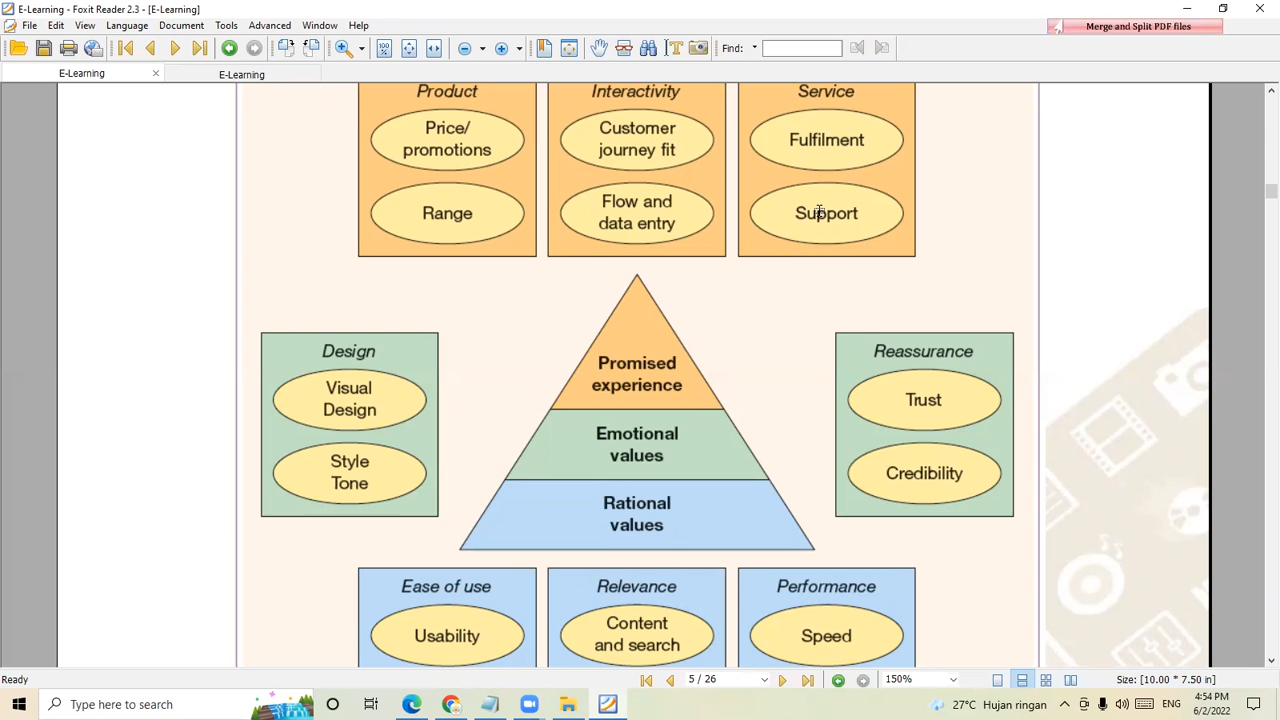 E-Learning - Foxit Reader 2.3 - [E-Learning]
File Edit View Language Document Tools Advanced Window Help
Merge and Split PDF files
Find:
E-Learning
E-Learning
Product Interactivity Service
Price/
promotions
Customer
journey fit
Fulfilment
Range
Flow and
data entry
Support
Promised
experience
Design
Visual
Design
Style
Tone
Reassurance
Trust
Credibility
Emotional
values
Rational
values
Ease of use Relevance Performance
Usability
Content
and search
Speed
Ready
5 / 26
150%
Size: [10.00 * 7.50 in]
Type here to search
27°C Hujan ringan
ENG
4:54 PM
6/2/2022